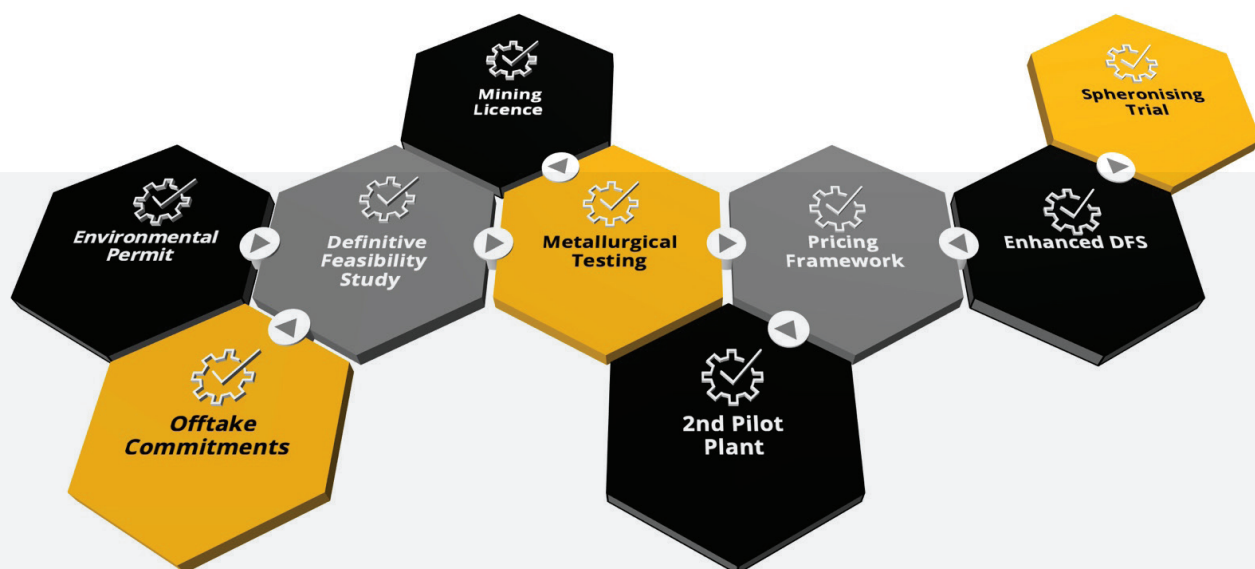 Mining
Licence
Spheronising
Trial
Environmental
Permit
Definitive
Feasibility
Study
Metallurgical
Testing
Pricing
Framework
Enhanced DFS
Offtake
Commitments
2nd Pilot
Plant